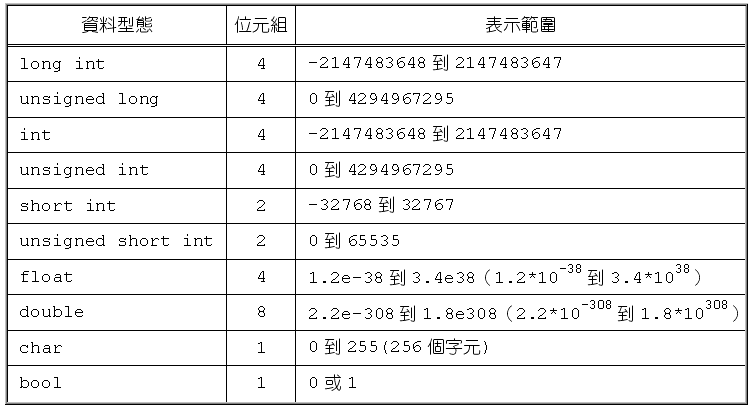 資料型態 位元組 表示範圍
long int 4 -2147483648 到 2147483647
unsigned long 4 0 到 4294967295
int 4 -2147483648 到 2147483647
unsigned int 4 0 到 4294967295
short int 2 -32768 到 32767
unsigned short int 2 0 到 65535
float 4 1.2e-38 到 3.4e38（1.2*10⁻³⁸ 到 3.4*10³⁸）
double 8 2.2e-308 到 1.8e308（2.2*10⁻³⁰⁸ 到 1.8*10³⁰⁸）
char 1 0 到 255(256 個字元)
bool 1 0 或 1